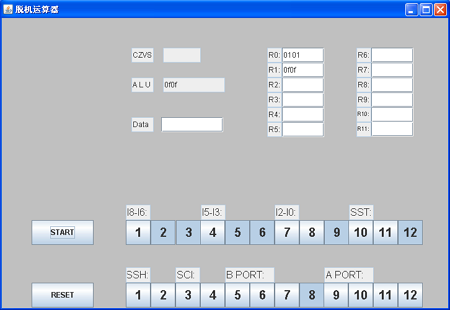 脱机运算器
CZVS R0: 0101 R6:
A L U 0f0f R1: 0f0f R7:
R2: R8:
R3: R9:
Data R4: R10:
R5: R11:
I8-I6: I5-I3: I2-I0: SST:
START 1 2 3 4 5 6 7 8 9 10 11 12
SSH: SCI: B PORT: A PORT:
RESET 1 2 3 4 5 6 7 8 9 10 11 12